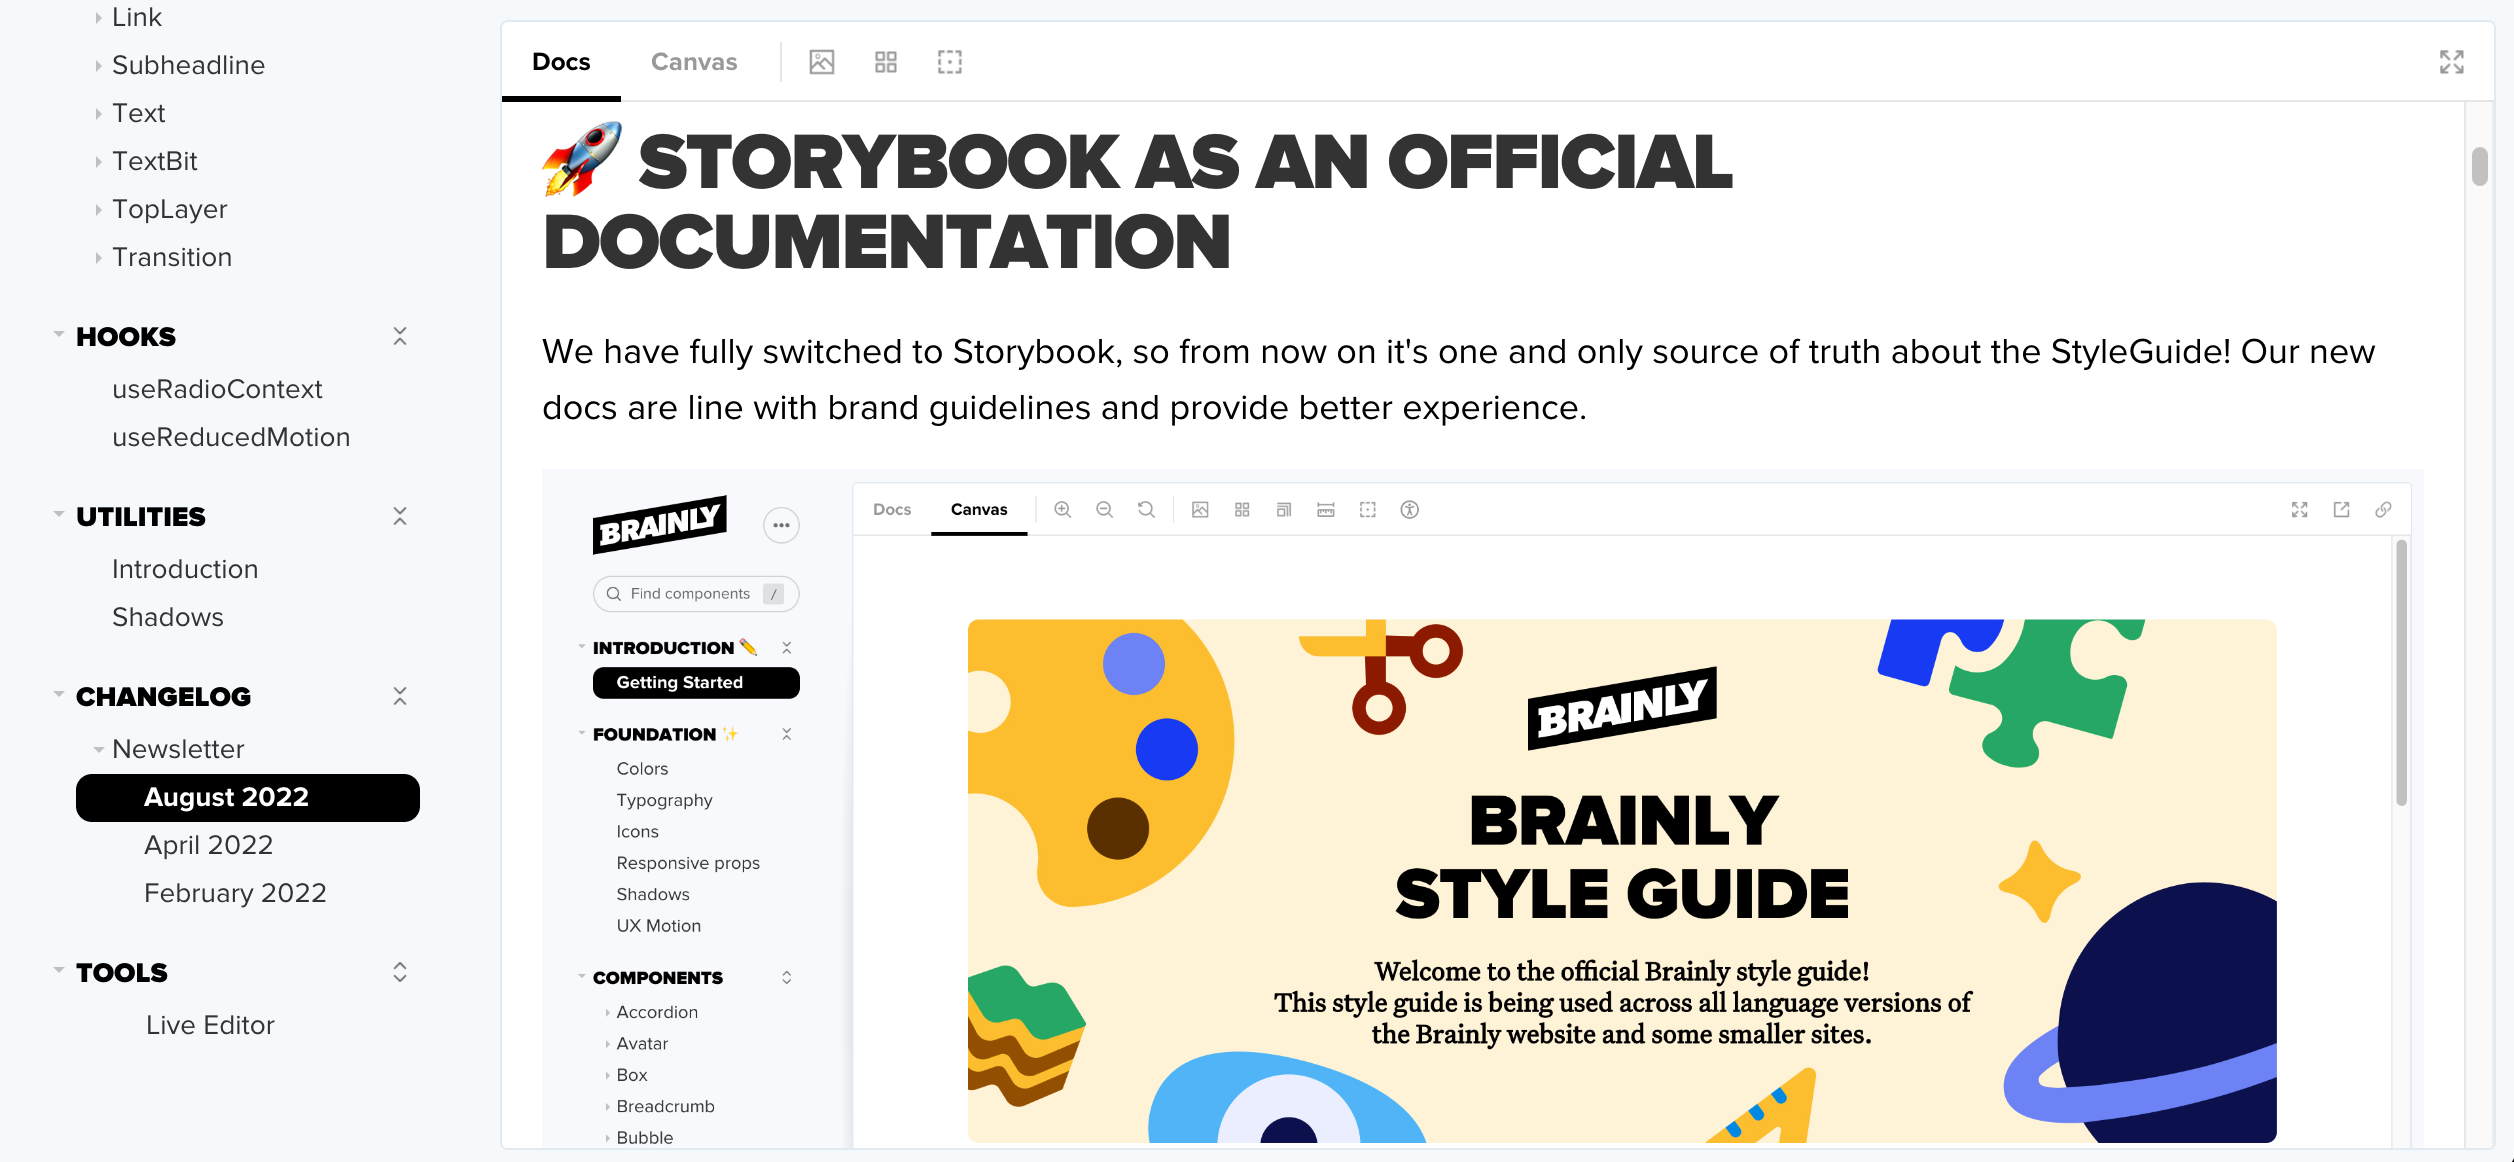 Link
Subheadline
Text
TextBit
TopLayer
Transition
HOOKS
useRadioContext
useReducedMotion
UTILITIES
Introduction
Shadows
CHANGELOG
Newsletter
August 2022
April 2022
February 2022
TOOLS
Live Editor
Docs Canvas
🚀 STORYBOOK AS AN OFFICIAL
DOCUMENTATION
We have fully switched to Storybook, so from now on it's one and only source of truth about the StyleGuide! Our new
docs are line with brand guidelines and provide better experience.
BRAINLY
Find components /
INTRODUCTION ✏️
Getting Started
FOUNDATION ✨
Colors
Typography
Icons
Responsive props
Shadows
UX Motion
COMPONENTS
Accordion
Avatar
Box
Breadcrumb
Bubble
Docs Canvas
BRAINLY
BRAINLY
STYLE GUIDE
Welcome to the official Brainly style guide!
This style guide is being used across all language versions of
the Brainly website and some smaller sites.